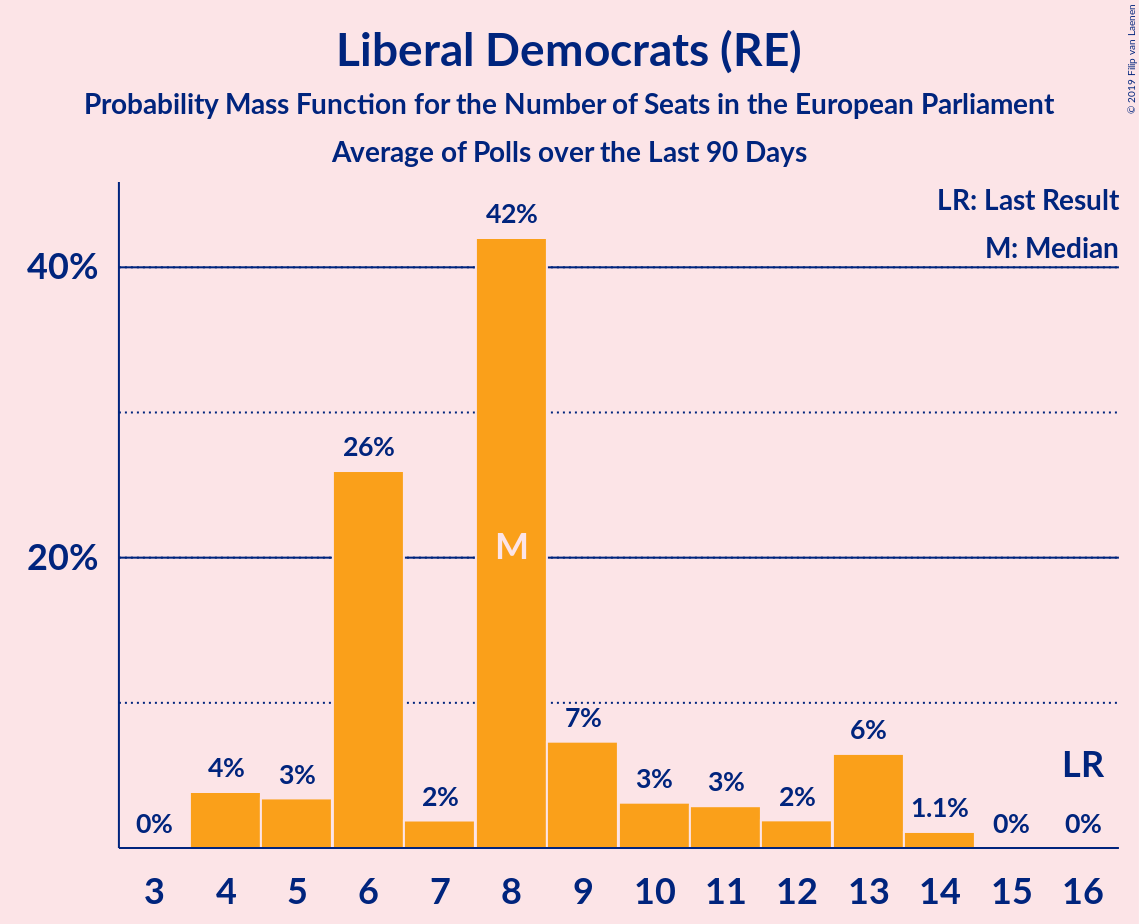 Liberal Democrats (RE)
Probability Mass Function for the Number of Seats in the European Parliament
Average of Polls over the Last 90 Days
© 2019 Filip van Laenen
LR: Last Result
M: Median
40%
20%
0%
4%
3%
26%
2%
42%
7%
3%
3%
2%
6%
1.1%
0%
0%
M
LR
3 4 5 6 7 8 9 10 11 12 13 14 15 16